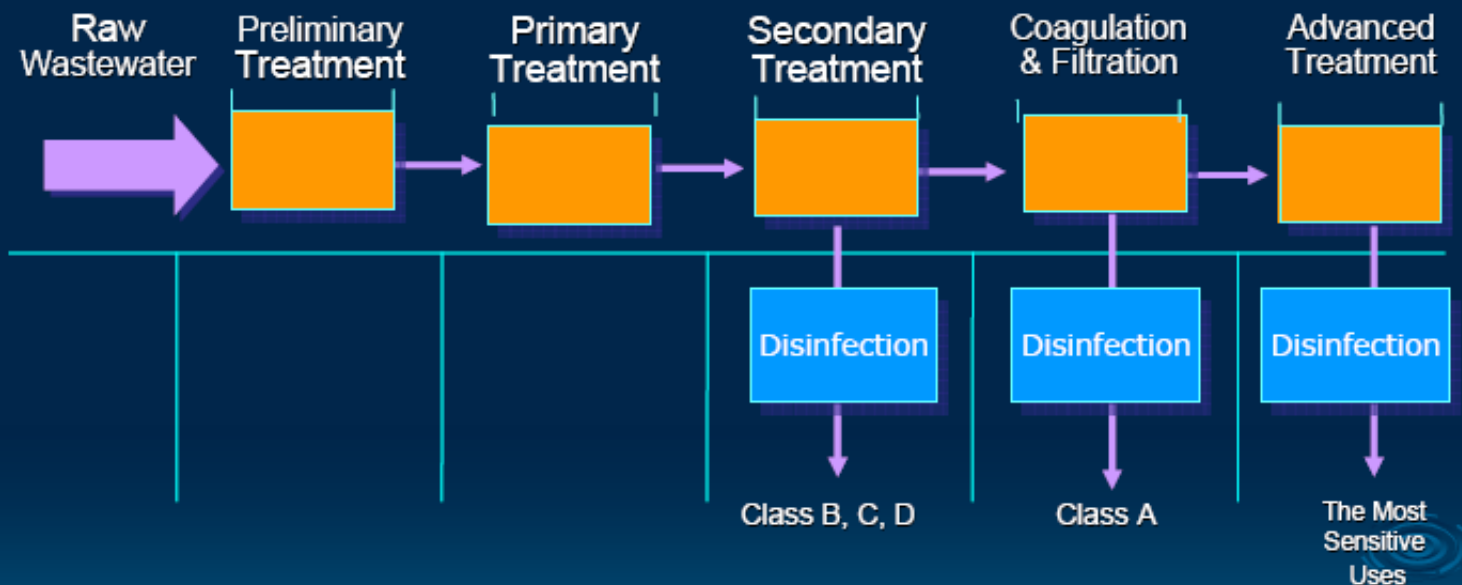 Raw
Wastewater
Preliminary
Treatment
Primary
Treatment
Secondary
Treatment
Coagulation
& Filtration
Advanced
Treatment
Disinfection
Disinfection
Disinfection
Class B, C, D
Class A
The Most
Sensitive
Uses